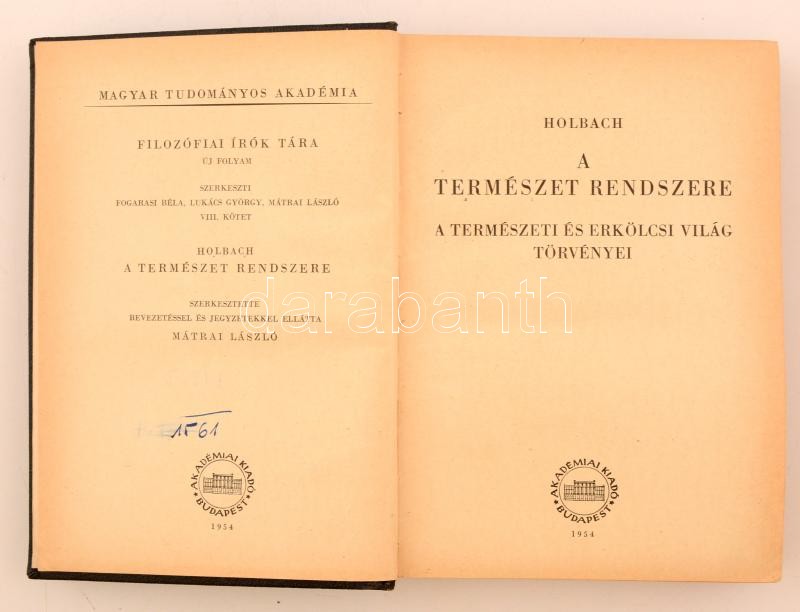 MAGYAR TUDOMÁNYOS AKADÉMIA
FILOZÓFIAI ÍRÓK TÁRA
ÚJ FOLYAM
SZERKESZTI
FOGARASI BÉLA, LUKÁCS GYÖRGY, MÁTRAI LÁSZLÓ
VIII. KÖTET
HOLBACH
A TERMÉSZET RENDSZERE
SZERKESZTETTE
BEVEZETÉSSEL ÉS JEGYZETEKKEL ELLÁTTA
MÁTRAI LÁSZLÓ
1561
AKADÉMIAI KIADÓ
BUDAPEST
1954
HOLBACH
A
TERMÉSZET RENDSZERE
A TERMÉSZETI ÉS ERKÖLCSI VILÁG
TÖRVÉNYEI
AKADÉMIAI KIADÓ
BUDAPEST
1954
darabanth